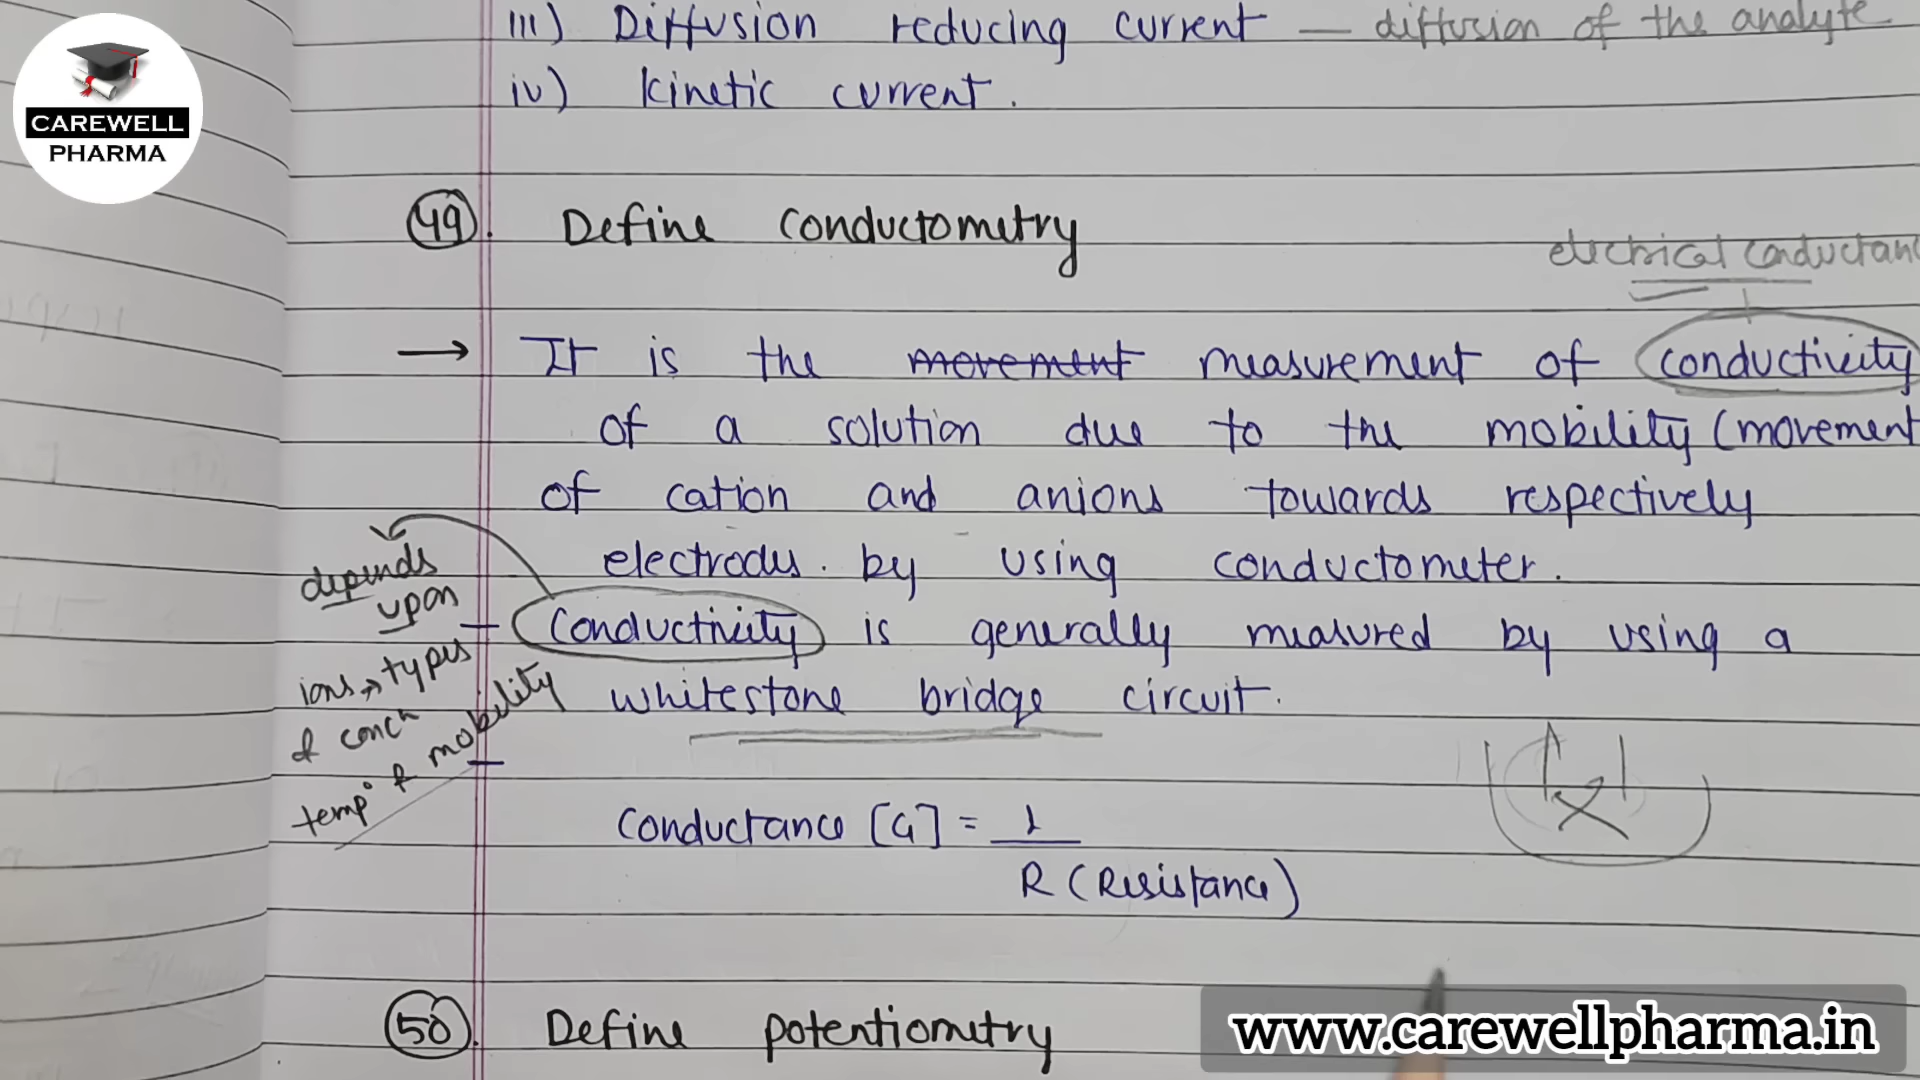 iii) Diffusion reducing current — diffusion of the analyte
iv) kinetic current.
CAREWELL
PHARMA
49. Define conductometry
electrical conductan
→ It is the movement measurement of conductivity
of a solution due to the mobility (movement
of cation and anions towards respectively
electrodes. by using conductometer.
depends
upon
ions → types
& concn
temp° & mobility
– Conductivity is generally measured by using a
whitestone bridge circuit.
Conductance [G] = 1
R (Resistance)
50. Define potentiometry
www.carewellpharma.in